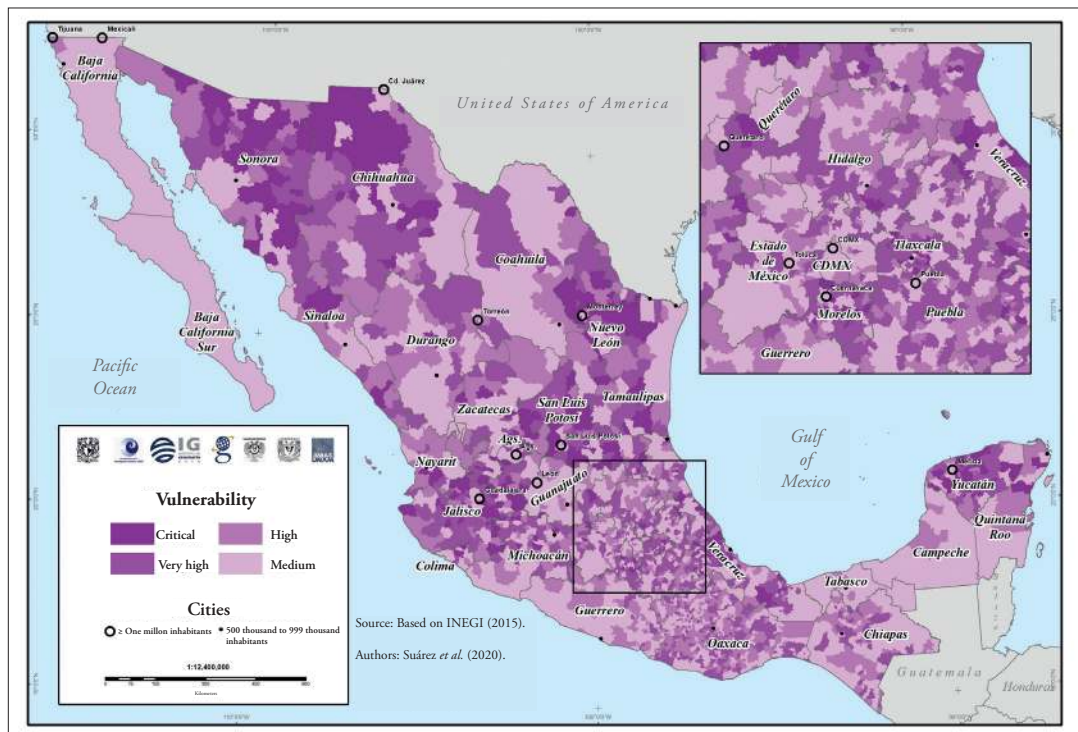 Tijuana
Mexicali
Baja
California
Cd. Juárez
United States of America
Sonora
Chihuahua
Coahuila
Sinaloa
Torreón
Monterrey
Nuevo
León
Durango
Baja
California
Sur
Pacific
Ocean
Zacatecas
San Luis
Potosí
Tamaulipas
Ags.
San Luis Potosí
Nayarit
León
Guanajuato
Guadalajara
Jalisco
Colima
Michoacán
Guerrero
Oaxaca
Veracruz
Tabasco
Chiapas
Campeche
Yucatán
Quintana
Roo
Gulf
of
Mexico
Guatemala
Honduras
Querétaro
Querétaro
Hidalgo
Veracruz
Estado
de
México
Toluca
CDMX
CDMX
Tlaxcala
Cuernavaca
Morelos
Puebla
Puebla
Guerrero
IG
Vulnerability
Critical
High
Very high
Medium
Cities
≥ One millon inhabitants
500 thousand to 999 thousand
inhabitants
1:12,400,000
Kilometers
Source: Based on INEGI (2015).
Authors: Suárez et al. (2020).